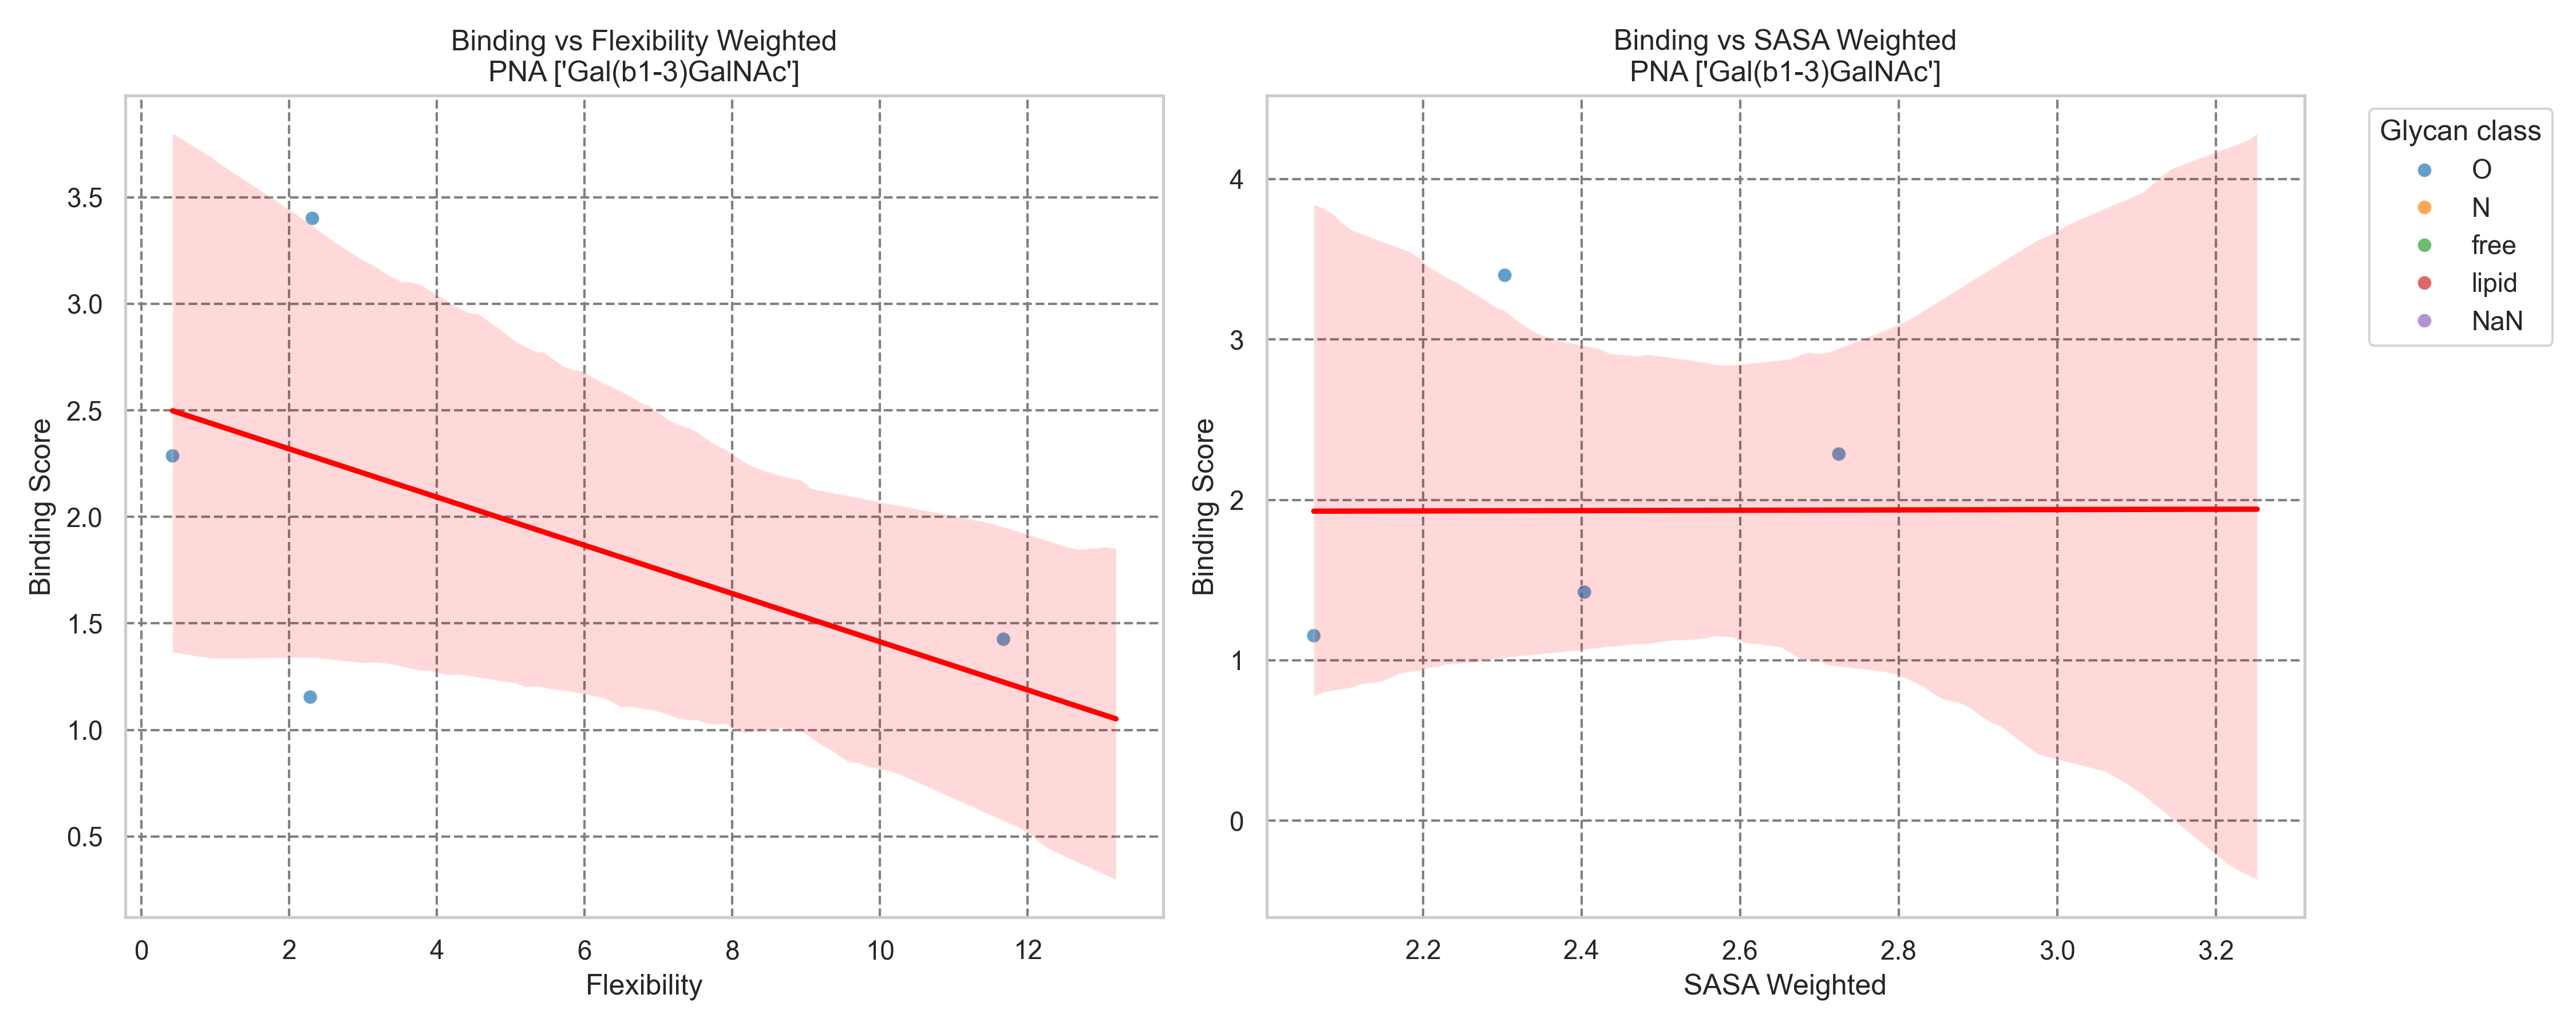 Binding vs Flexibility Weighted
PNA ['Gal(b1-3)GalNAc']
3.5
3.0
2.5
2.0
1.5
1.0
0.5
Binding Score
0
2
4
6
8
10
12
Flexibility
Binding vs SASA Weighted
PNA ['Gal(b1-3)GalNAc']
4
3
2
1
0
Binding Score
2.2
2.4
2.6
2.8
3.0
3.2
SASA Weighted
Glycan class
O
N
free
lipid
NaN